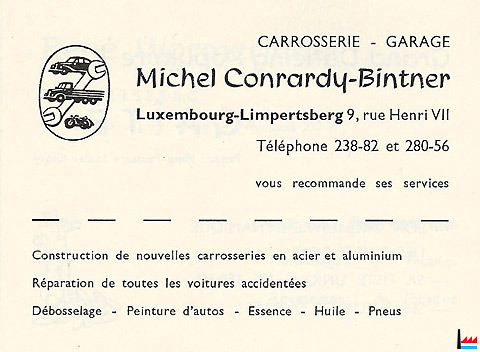 CARROSSERIE - GARAGE
Michel Conrardy-Bintner
Luxembourg-Limpertsberg 9, rue Henri VII
Téléphone 238-82 et 280-56
vous recommande ses services
Construction de nouvelles carrosseries en acier et aluminium
Réparation de toutes les voitures accidentées
Débosselage - Peinture d'autos - Essence - Huile - Pneus